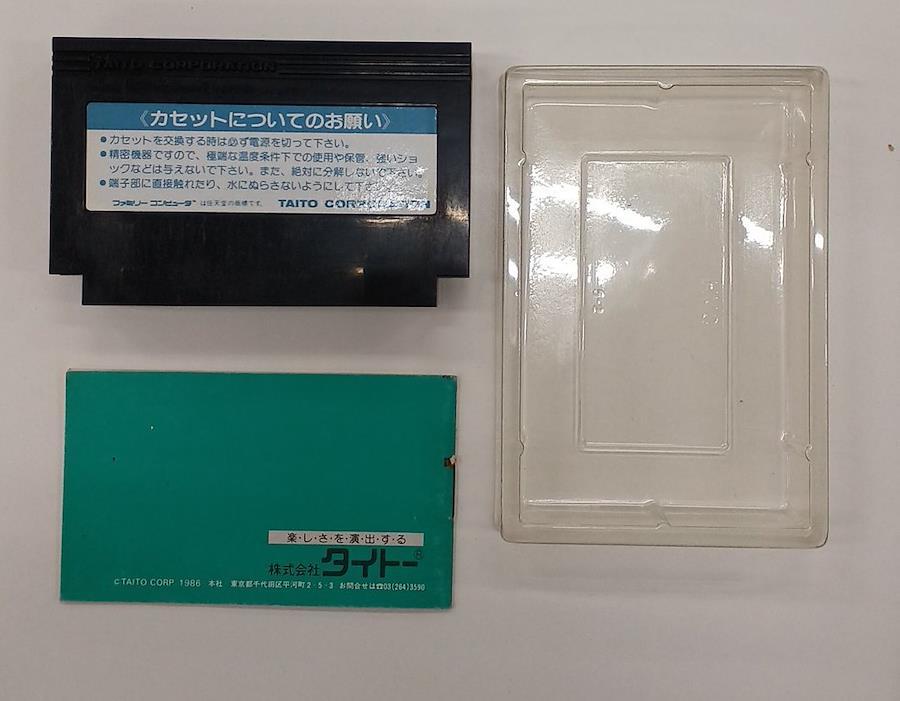 TAITO CORPORATION
《カセットについてのお願い》
●カセットを交換する時は必ず電源を切って下さい。
●精密機器ですので、極端な温度条件下での使用や保管、強いショ
ックなどは与えないで下さい。また、絶対に分解しないで下さい。
●端子部に直接触れたり、水にぬらさないようにして下さい。
ファミリー コンピュータ™ は任天堂の商標です。 TAITO CORPORATION
楽・し・さ・を・演・出・す・る
株式会社タイトー®
©TAITO CORP 1986 本社 東京都千代田区平河町2-5-3 お問合せは☎03(264)3590